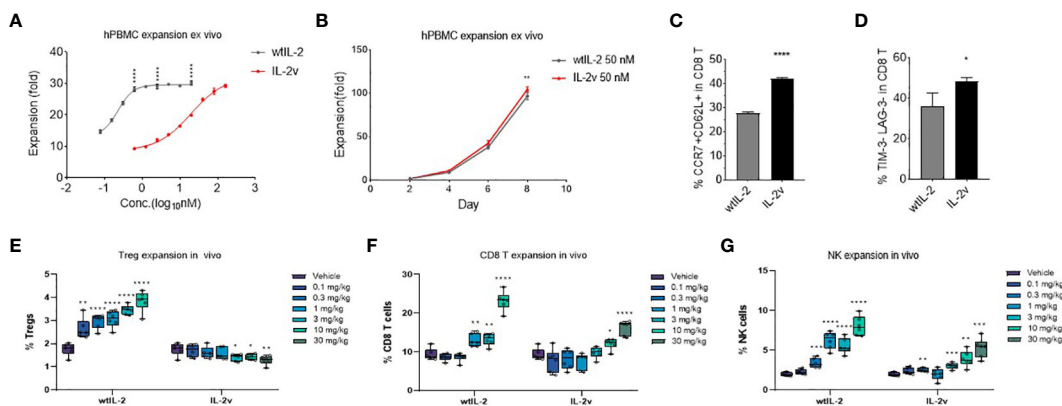 A
hPBMC expansion ex vivo
wtIL-2
IL-2v
Expansion (fold)
40
30
20
10
0
-2 -1 0 1 2 3
Conc.(log10nM)
****
****
****
B
hPBMC expansion ex vivo
wtIL-2 50 nM
IL-2v 50 nM
Expansion(fold)
150
100
50
0
0 2 4 6 8 10
Day
**
C
% CCR7+CD62L+ in CD8 T
50
40
30
20
10
0
****
wtIL-2 IL-2v
D
% TIM-3- LAG-3- in CD8 T
60
40
20
0
*
wtIL-2 IL-2v
E
Treg expansion in vivo
% Tregs
5
4
3
2
1
0
** **** **** **** ****
* * **
wtIL-2 IL-2v
Vehicle
0.1 mg/kg
0.3 mg/kg
1 mg/kg
3 mg/kg
10 mg/kg
30 mg/kg
F
CD8 T expansion in vivo
% CD8 T cells
30
20
10
0
** ** ****
* ****
wtIL-2 IL-2v
Vehicle
0.1 mg/kg
0.3 mg/kg
1 mg/kg
3 mg/kg
10 mg/kg
30 mg/kg
G
NK expansion in vivo
% NK cells
15
10
5
0
*** **** **** ****
** *** ** ***
wtIL-2 IL-2v
Vehicle
0.1 mg/kg
0.3 mg/kg
1 mg/kg
3 mg/kg
10 mg/kg
30 mg/kg